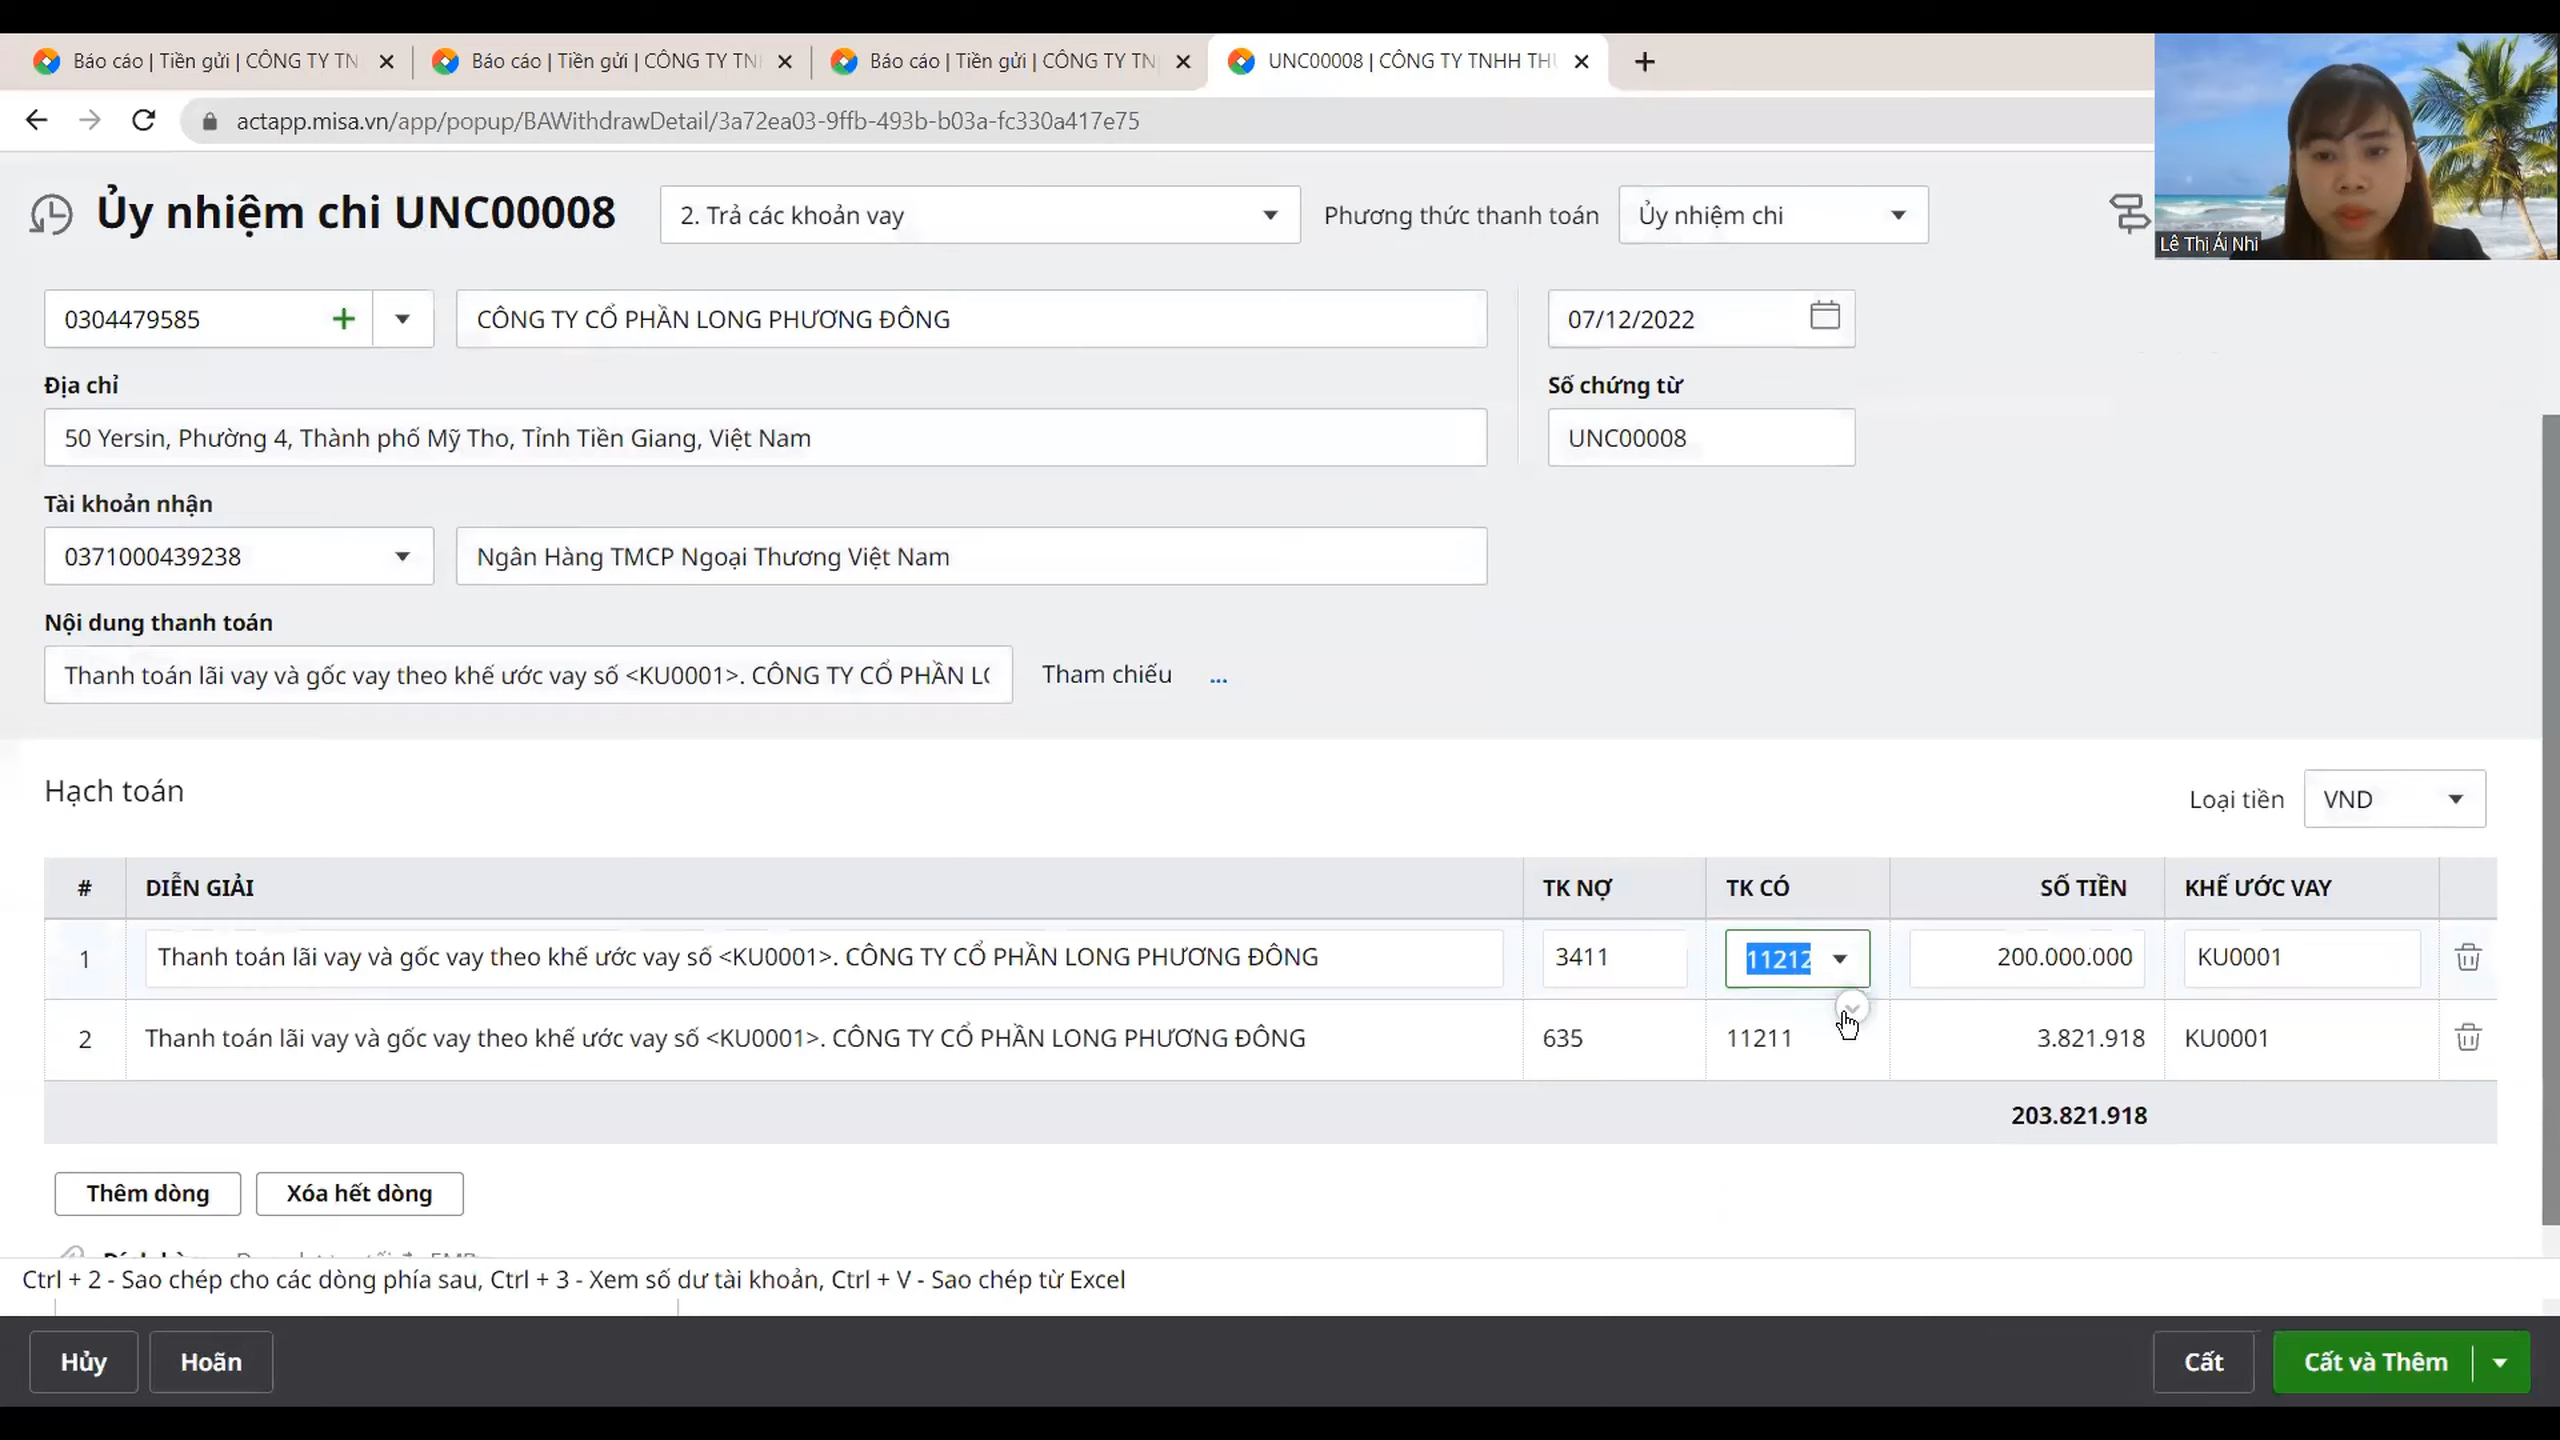 Báo cáo | Tiền gửi | CÔNG TY TN
Báo cáo | Tiền gửi | CÔNG TY TN
Báo cáo | Tiền gửi | CÔNG TY TN
UNC00008 | CÔNG TY TNHH TH
actapp.misa.vn/app/popup/BAWithdrawDetail/3a72ea03-9ffb-493b-b03a-fc330a417e75
Ủy nhiệm chi UNC00008
2. Trả các khoản vay
Phương thức thanh toán
Ủy nhiệm chi
Lê Thị Ái Nhi
0304479585
CÔNG TY CỔ PHẦN LONG PHƯƠNG ĐÔNG
07/12/2022
Địa chỉ
Số chứng từ
50 Yersin, Phường 4, Thành phố Mỹ Tho, Tỉnh Tiền Giang, Việt Nam
UNC00008
Tài khoản nhận
0371000439238
Ngân Hàng TMCP Ngoại Thương Việt Nam
Nội dung thanh toán
Thanh toán lãi vay và gốc vay theo khế ước vay số <KU0001>. CÔNG TY CỔ PHẦN LO
Tham chiếu
...
Hạch toán
Loại tiền
VND
# DIỄN GIẢI TK NỢ TK CÓ SỐ TIỀN KHẾ ƯỚC VAY
1 Thanh toán lãi vay và gốc vay theo khế ước vay số <KU0001>. CÔNG TY CỔ PHẦN LONG PHƯƠNG ĐÔNG 3411 11212 200.000.000 KU0001
2 Thanh toán lãi vay và gốc vay theo khế ước vay số <KU0001>. CÔNG TY CỔ PHẦN LONG PHƯƠNG ĐÔNG 635 11211 3.821.918 KU0001
203.821.918
Thêm dòng
Xóa hết dòng
Ctrl + 2 - Sao chép cho các dòng phía sau, Ctrl + 3 - Xem số dư tài khoản, Ctrl + V - Sao chép từ Excel
Hủy
Hoãn
Cất
Cất và Thêm